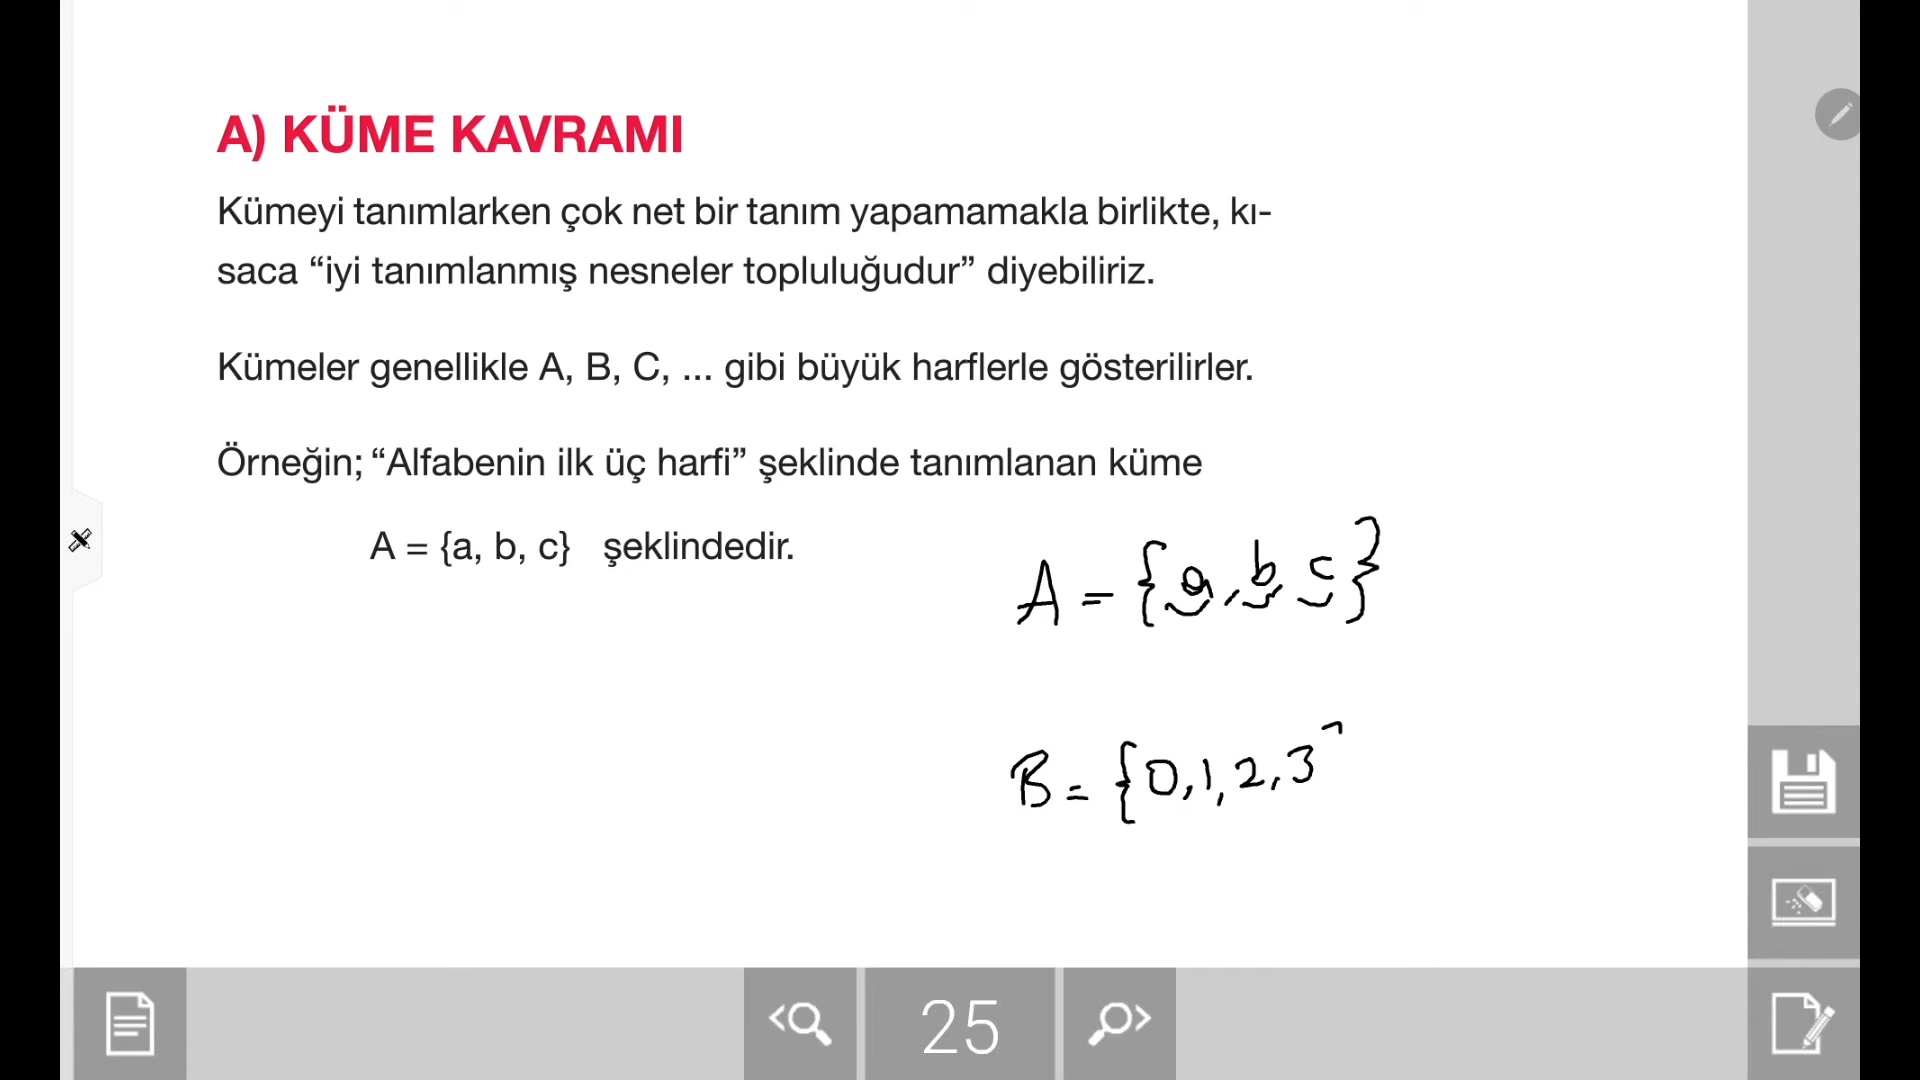 A) KÜME KAVRAMI
Kümeyi tanımlarken çok net bir tanım yapamamakla birlikte, kı-
saca “iyi tanımlanmış nesneler topluluğudur” diyebiliriz.
Kümeler genellikle A, B, C, ... gibi büyük harflerle gösterilirler.
Örneğin; “Alfabenin ilk üç harfi” şeklinde tanımlanan küme
A = {a, b, c} şeklindedir.
A = {a, b, c}
B = {0, 1, 2, 3
25